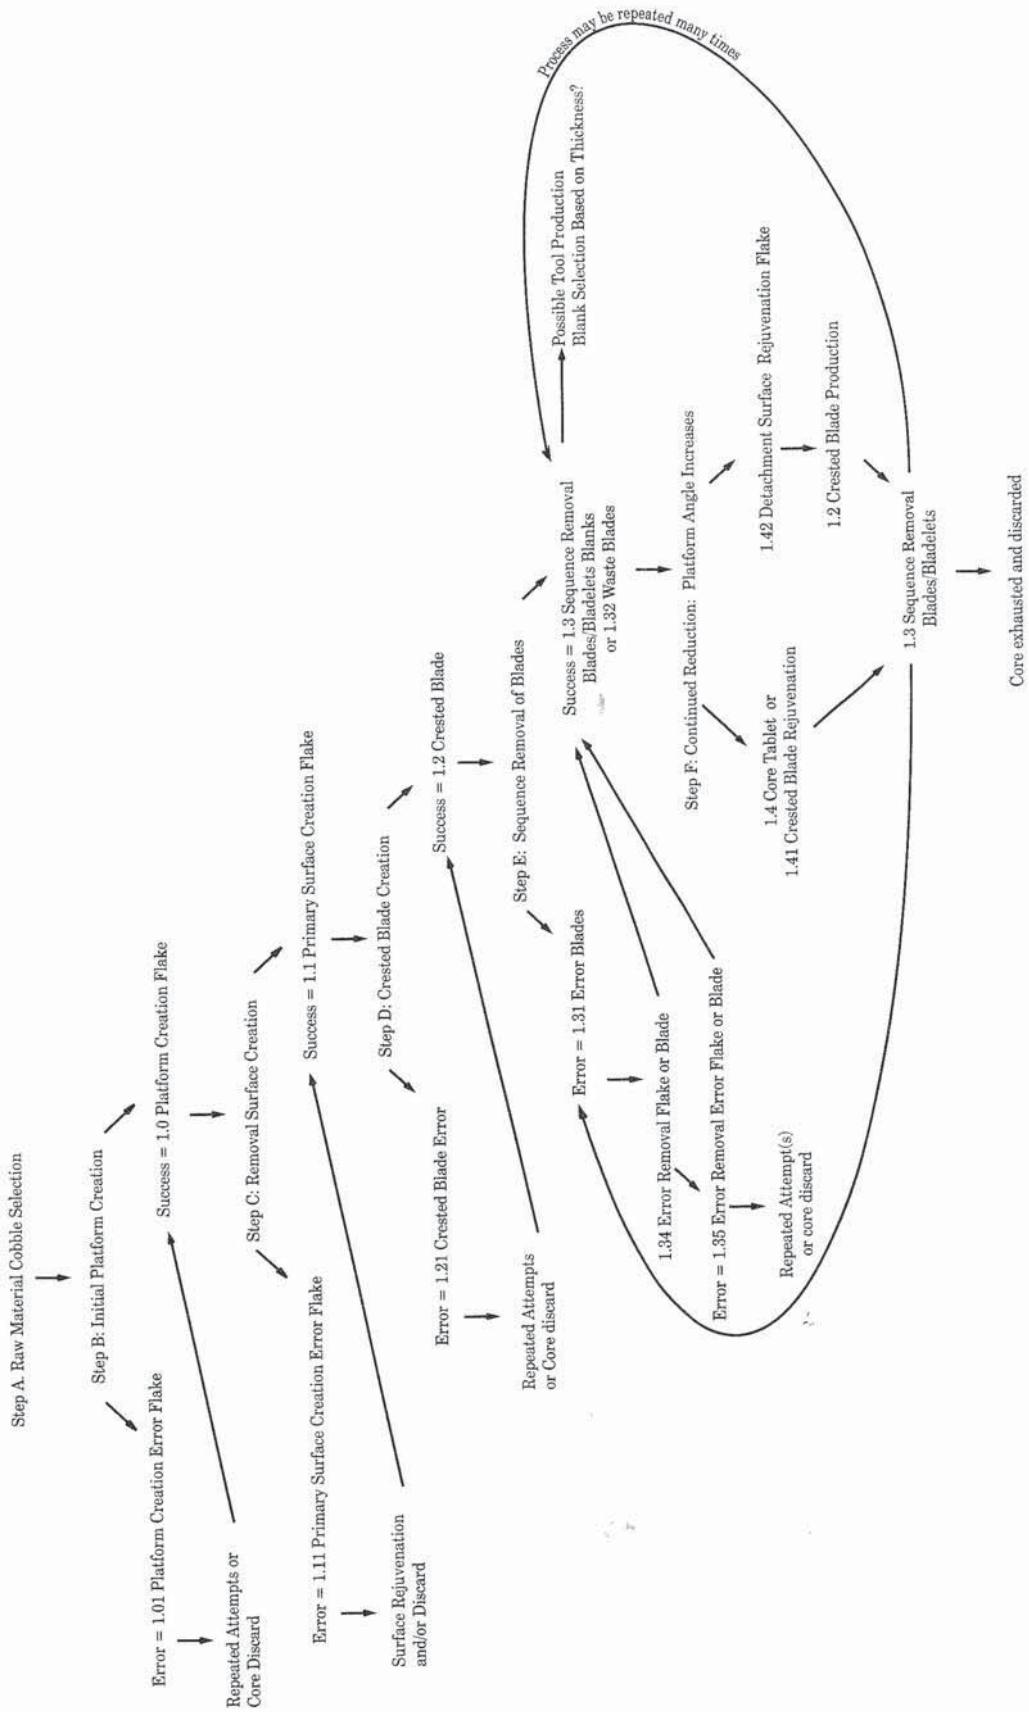 Step A. Raw Material Cobble Selection
Step B: Initial Platform Creation
Error = 1.01 Platform Creation Error Flake
Success = 1.0 Platform Creation Flake
Repeated Attempts or
Core Discard
Step C: Removal Surface Creation
Error = 1.11 Primary Surface Creation Error Flake
Success = 1.1 Primary Surface Creation Flake
Surface Rejuvenation
and/or Discard
Step D: Crested Blade Creation
Error = 1.21 Crested Blade Error
Success = 1.2 Crested Blade
Repeated Attempts
or Core discard
Step E: Sequence Removal of Blades
Error = 1.31 Error Blades
Success = 1.3 Sequence Removal
Blades/Bladelets Blanks
or 1.32 Waste Blades
Possible Tool Production
Blank Selection Based on Thickness?
Process may be repeated many times
1.34 Error Removal Flake or Blade
Error = 1.35 Error Removal Error Flake or Blade
Repeated Attempt(s)
or core discard
Step F: Continued Reduction: Platform Angle Increases
1.4 Core Tablet or
1.41 Crested Blade Rejuvenation
1.42 Detachment Surface Rejuvenation Flake
1.2 Crested Blade Production
1.3 Sequence Removal
Blades/Bladelets
Core exhausted and discarded